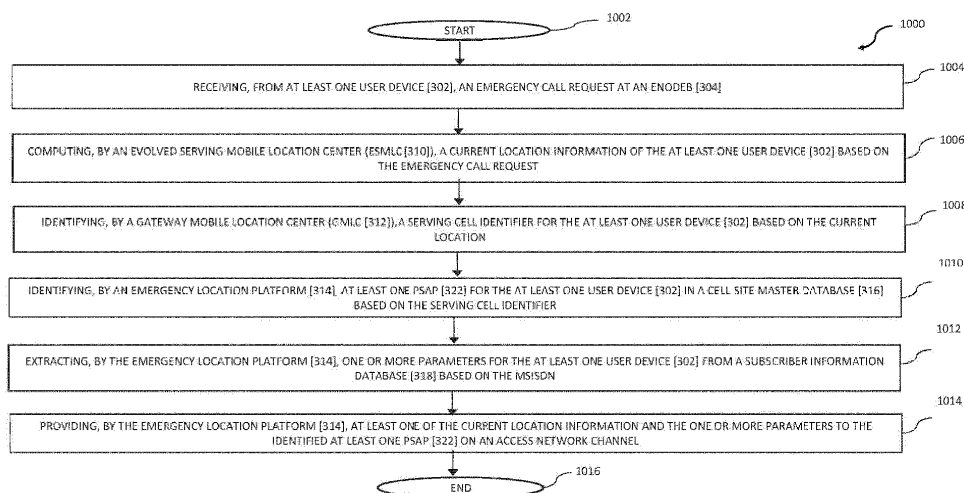 START
1002
1000
RECEIVING, FROM AT LEAST ONE USER DEVICE [302], AN EMERGENCY CALL REQUEST AT AN ENODEB [304]
1004
COMPUTING, BY AN EVOLVED SERVING MOBILE LOCATION CENTER (ESMLC [310]), A CURRENT LOCATION INFORMATION OF THE AT LEAST ONE USER DEVICE [302] BASED ON
THE EMERGENCY CALL REQUEST
1006
IDENTIFYING, BY A GATEWAY MOBILE LOCATION CENTER (GMLC [312]), A SERVING CELL IDENTIFIER FOR THE AT LEAST ONE USER DEVICE [302] BASED ON THE CURRENT
LOCATION
1008
IDENTIFYING, BY AN EMERGENCY LOCATION PLATFORM [314], AT LEAST ONE PSAP [322] FOR THE AT LEAST ONE USER DEVICE [302] IN A CELL SITE MASTER DATABASE [316]
BASED ON THE SERVING CELL IDENTIFIER
1010
EXTRACTING, BY THE EMERGENCY LOCATION PLATFORM [314], ONE OR MORE PARAMETERS FOR THE AT LEAST ONE USER DEVICE [302] FROM A SUBSCRIBER INFORMATION
DATABASE [318] BASED ON THE MSISDN
1012
PROVIDING, BY THE EMERGENCY LOCATION PLATFORM [314], AT LEAST ONE OF THE CURRENT LOCATION INFORMATION AND THE ONE OR MORE PARAMETERS TO THE
IDENTIFIED AT LEAST ONE PSAP [322] ON AN ACCESS NETWORK CHANNEL
1014
END
1016